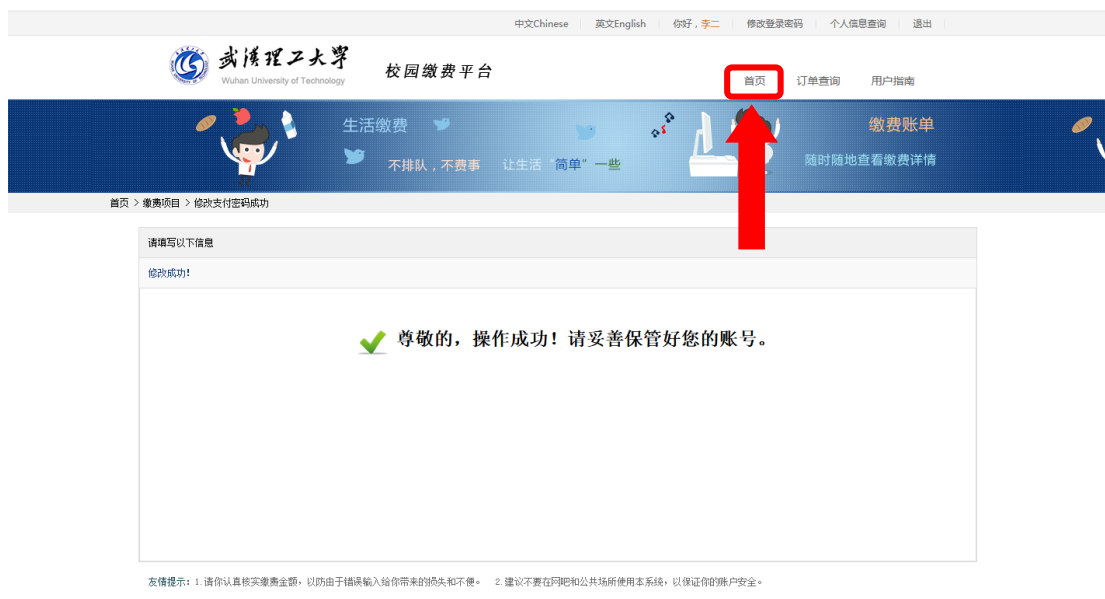 中文Chinese 英文English 你好，李二 修改登录密码 个人信息查询 退出
武汉理工大学
Wuhan University of Technology
校园缴费平台
首页 订单查询 用户指南
生活缴费
不排队，不费事 让生活"简单"一些
缴费账单
随时随地查看缴费详情
首页 > 缴费项目 > 修改支付密码成功
请填写以下信息
修改成功！
尊敬的，操作成功！请妥善保管好您的账号。
友情提示：1.请你认真核实缴费金额，以防由于错误输入给你带来的损失和不便。 2.建议不要在网吧和公共场所使用本系统，以保证你的账户安全。